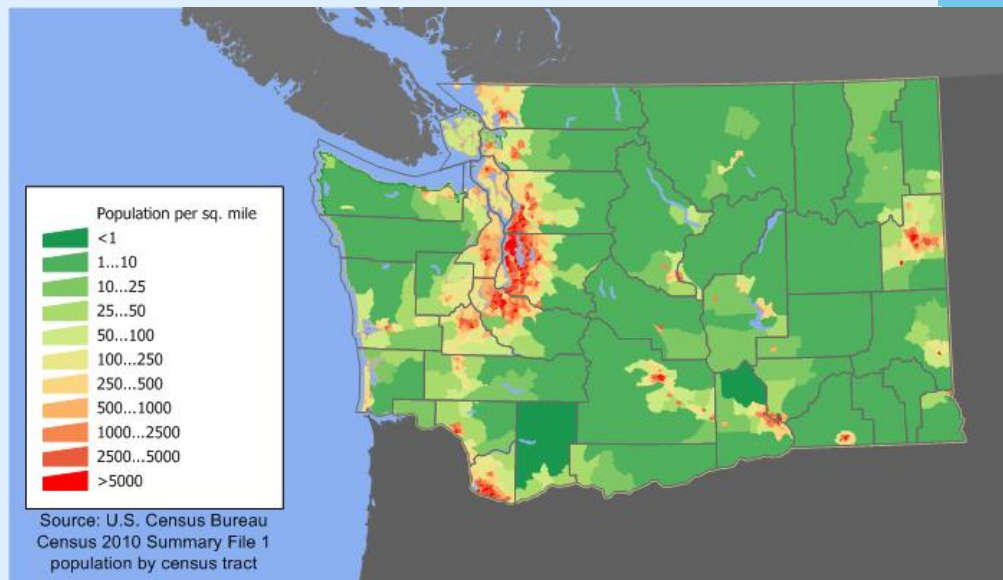 Population per sq. mile
<1
1...10
10...25
25...50
50...100
100...250
250...500
500...1000
1000...2500
2500...5000
>5000
Source: U.S. Census Bureau
Census 2010 Summary File 1
population by census tract